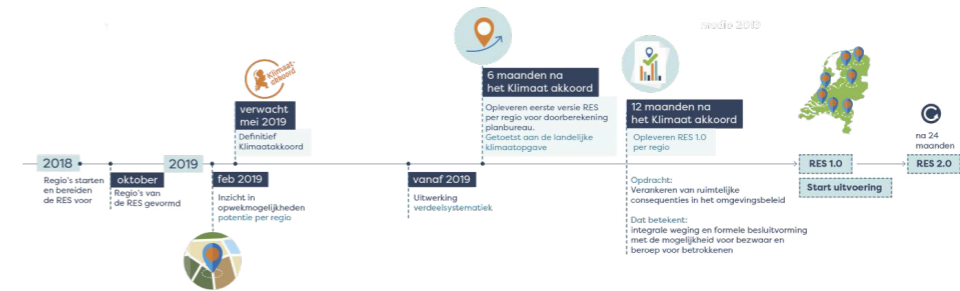 2018
Regio's starten
en bereiden
de RES voor
oktober
Regio's van
de RES gevormd
2019
feb 2019
Inzicht in
opwekmogelijkheden
potentie per regio
Klimaat-
akkoord
verwacht
mei 2019
Definitief
Klimaatakkoord
vanaf 2019
Uitwerking
verdeelsystematiek
6 maanden na
het Klimaat akkoord
Opleveren eerste versie RES
per regio voor doorberekening
planbureau.
Getoetst aan de landelijke
klimaatopgave
12 maanden na
het Klimaat akkoord
Opleveren RES 1.0
per regio
Opdracht:
Verankeren van ruimtelijke
consequenties in het omgevingsbeleid
Dat betekent:
integrale weging en formele besluitvorming
met de mogelijkheid voor bezwaar en
beroep voor betrokkenen
RES 1.0
Start uitvoering
na 24
maanden
RES 2.0